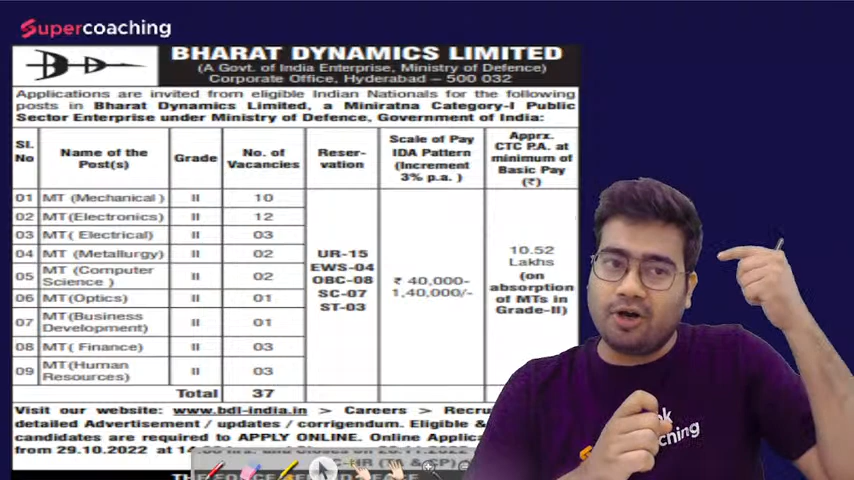 Supercoaching
BHARAT DYNAMICS LIMITED
(A Govt. of India Enterprise, Ministry of Defence)
Corporate Office, Hyderabad – 500 032
Applications are invited from eligible Indian Nationals for the following
posts in Bharat Dynamics Limited, a Miniratna Category-I Public
Sector Enterprise under Ministry of Defence, Government of India:
Sl. No | Name of the Post(s) | Grade | No. of Vacancies | Reser-vation | Scale of Pay IDA Pattern (Increment 3% p.a. ) | Apprx. CTC P.A. at minimum of Basic Pay (₹)
01 MT (Mechanical ) II 10
02 MT(Electronics) II 12
03 MT( Electrical) II 03
04 MT (Metallurgy) II 02
05 MT (Computer Science ) II 02
06 MT(Optics) II 01
07 MT(Business Development) II 01
08 MT( Finance) II 03
09 MT(Human Resources) II 03
Total 37
UR-15
EWS-04
OBC-08
SC-07
ST-03
₹ 40,000-
1,40,000/-
10.52
Lakhs
(on
absorption
of MTs in
Grade-II)
Visit our website: www.bdl-india.in > Careers > Recru
detailed Advertisement / updates / corrigendum. Eligible &
candidates are required to APPLY ONLINE. Online Applic
from 29.10.2022 at
coaching